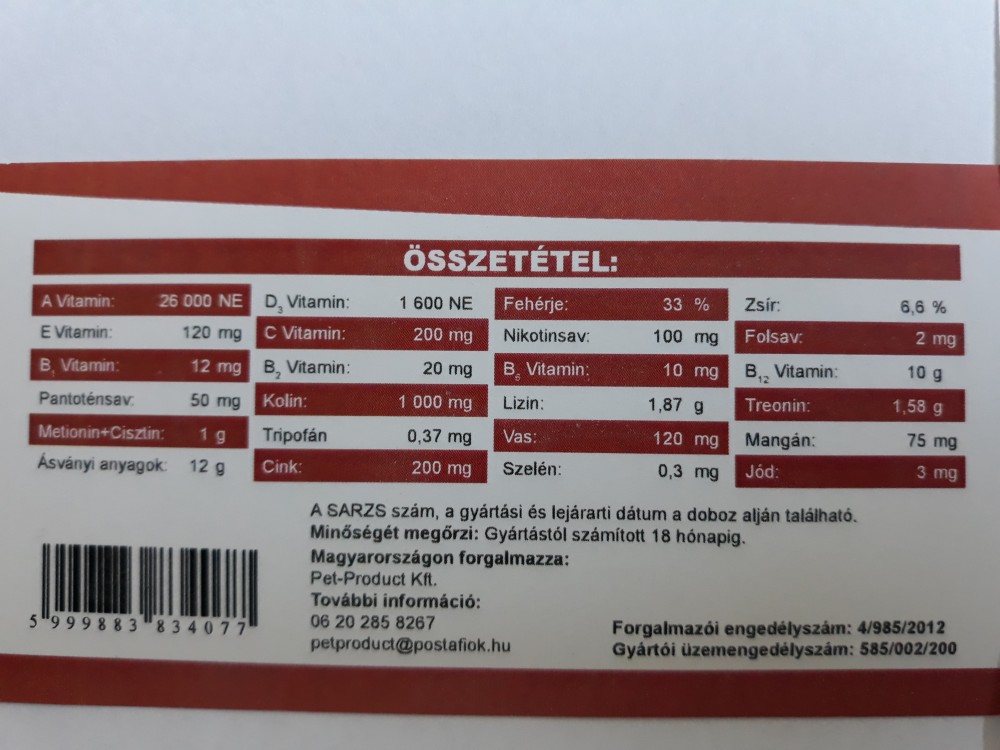 ÖSSZETÉTEL:
A Vitamin: 26 000 NE D3 Vitamin: 1 600 NE Fehérje: 33 % Zsír: 6,6 %
E Vitamin: 120 mg C Vitamin: 200 mg Nikotinsav: 100 mg Folsav: 2 mg
B1 Vitamin: 12 mg B2 Vitamin: 20 mg B6 Vitamin: 10 mg B12 Vitamin: 10 g
Pantoténsav: 50 mg Kolin: 1 000 mg Lizin: 1,87 g Treonin: 1,58 g
Metionin+Cisztin: 1 g Tripofán 0,37 mg Vas: 120 mg Mangán: 75 mg
Ásványi anyagok: 12 g Cink: 200 mg Szelén: 0,3 mg Jód: 3 mg
A SARZS szám, a gyártási és lejárarti dátum a doboz alján található.
Minőségét megőrzi: Gyártástól számított 18 hónapig.
Magyarországon forgalmazza:
Pet-Product Kft.
További információ:
06 20 285 8267
petproduct@postafiok.hu
Forgalmazói engedélyszám: 4/985/2012
Gyártói üzemengedélyszám: 585/002/200
5 999883 834077